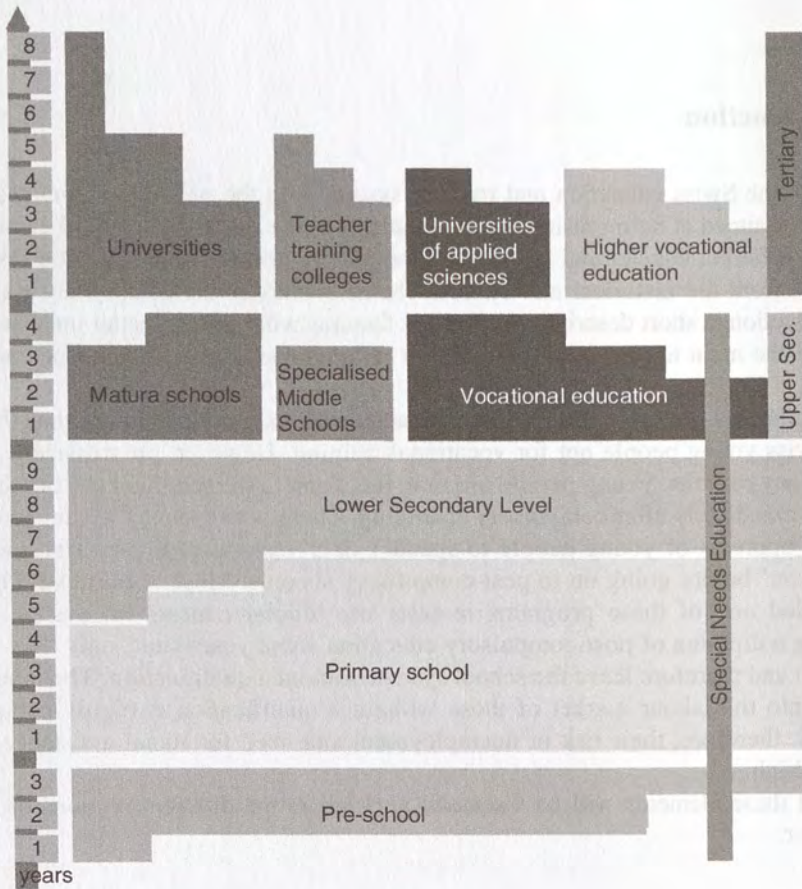 8
7
6
5
4
3
2
1
Universities
Teacher
training
colleges
Universities
of applied
sciences
Higher vocational
education
Tertiary
4
3
2
1
Matura schools
Specialised
Middle
Schools
Vocational education
Upper Sec.
9
8
7
6
5
4
3
2
1
Lower Secondary Level
Primary school
Special Needs Education
3
2
1
Pre-school
years